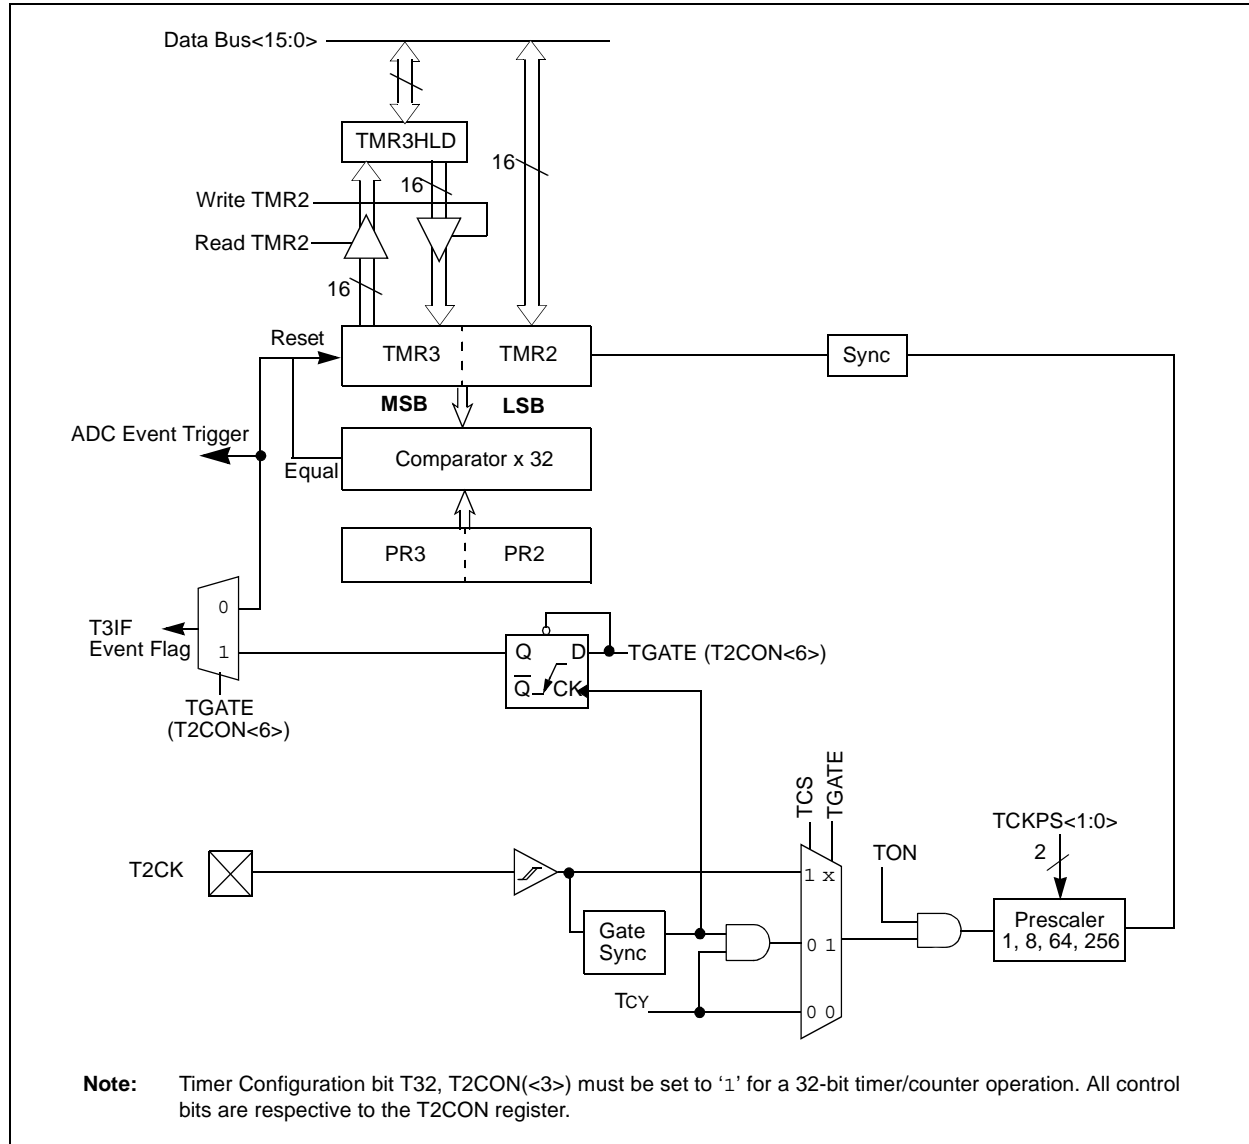 Data Bus<15:0>
TMR3HLD
16
16
Write TMR2
Read TMR2
16
Reset
TMR3
TMR2
Sync
MSB
LSB
ADC Event Trigger
Equal
Comparator x 32
PR3
PR2
0
T3IF
Event Flag
1
Q
D
TGATE (T2CON<6>)
Q
CK
TGATE
(T2CON<6>)
TCS
TGATE
TCKPS<1:0>
2
TON
T2CK
1 x
Gate
Sync
0 1
Prescaler
1, 8, 64, 256
TCY
0 0
Note: Timer Configuration bit T32, T2CON(<3>) must be set to ‘1’ for a 32-bit timer/counter operation. All control
bits are respective to the T2CON register.